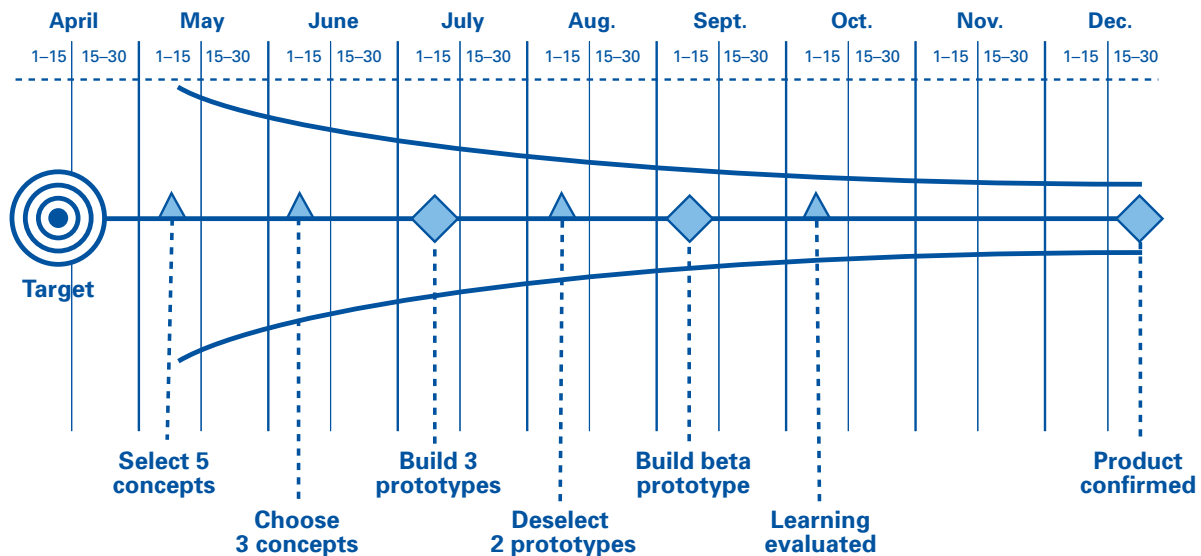 April May June July Aug. Sept. Oct. Nov. Dec.
1–15 15–30 1–15 15–30 1–15 15–30 1–15 15–30 1–15 15–30 1–15 15–30 1–15 15–30 1–15 15–30 1–15 15–30
Target
Select 5
concepts
Build 3
prototypes
Build beta
prototype
Product
confirmed
Choose
3 concepts
Deselect
2 prototypes
Learning
evaluated